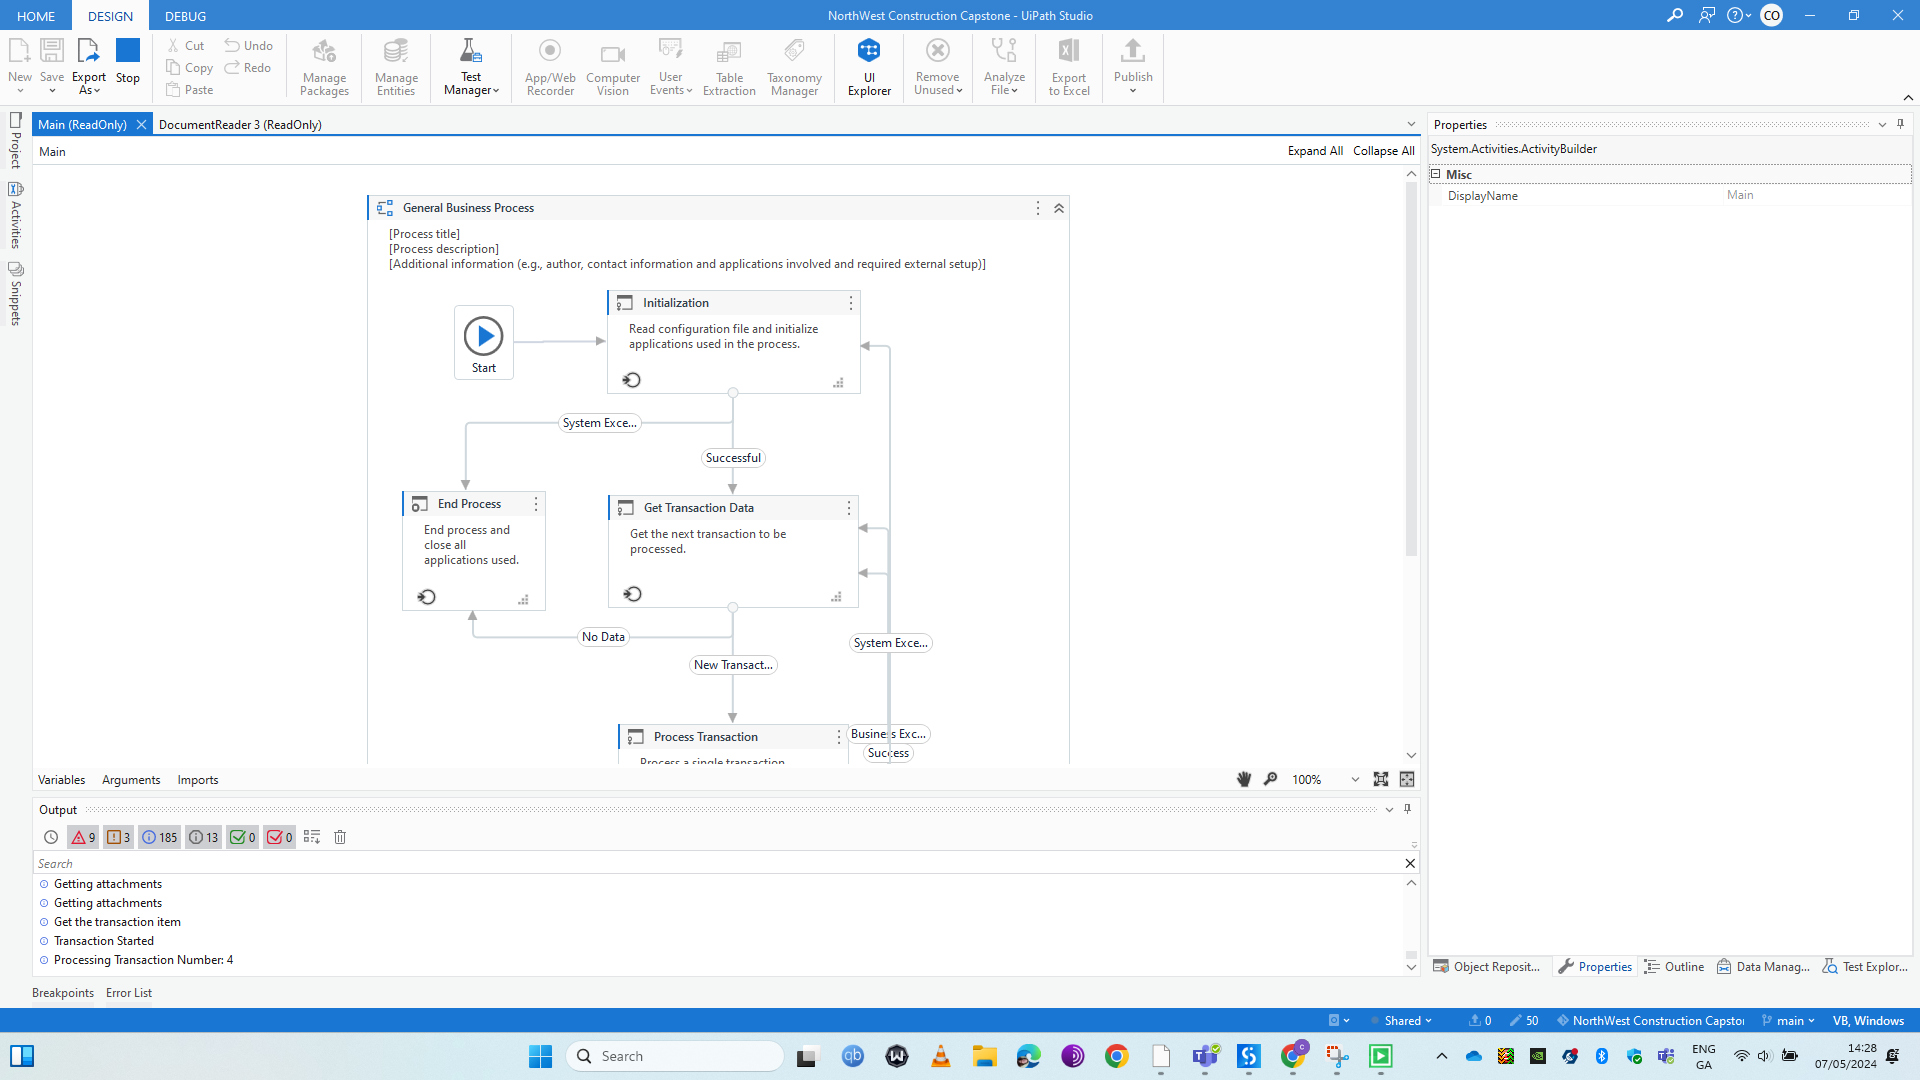 HOME
DESIGN
DEBUG
NorthWest Construction Capstone - UiPath Studio
CO
New
Save
Export As
Stop
Cut
Copy
Paste
Undo
Redo
Manage Packages
Manage Entities
Test Manager
App/Web Recorder
Computer Vision
User Events
Table Extraction
Taxonomy Manager
UI Explorer
Remove Unused
Analyze File
Export to Excel
Publish
Project
Activities
Snippets
Main (ReadOnly)
DocumentReader 3 (ReadOnly)
Main
Expand All
Collapse All
General Business Process
[Process title]
[Process description]
[Additional information (e.g., author, contact information and applications involved and required external setup)]
Start
Initialization
Read configuration file and initialize
applications used in the process.
System Exce...
Successful
End Process
End process and
close all
applications used.
Get Transaction Data
Get the next transaction to be
processed.
No Data
New Transact...
System Exce...
Process Transaction
Process a single transaction
Business Exc...
Success
Variables
Arguments
Imports
100%
Properties
System.Activities.ActivityBuilder
Misc
DisplayName
Main
Output
9
3
185
13
0
0
Search
Getting attachments
Getting attachments
Get the transaction item
Transaction Started
Processing Transaction Number: 4
Object Reposit...
Properties
Outline
Data Manag...
Test Explor...
Breakpoints
Error List
Shared
0
50
NorthWest Construction Capsto
main
VB, Windows
Search
qb
ENG
GA
14:28
07/05/2024